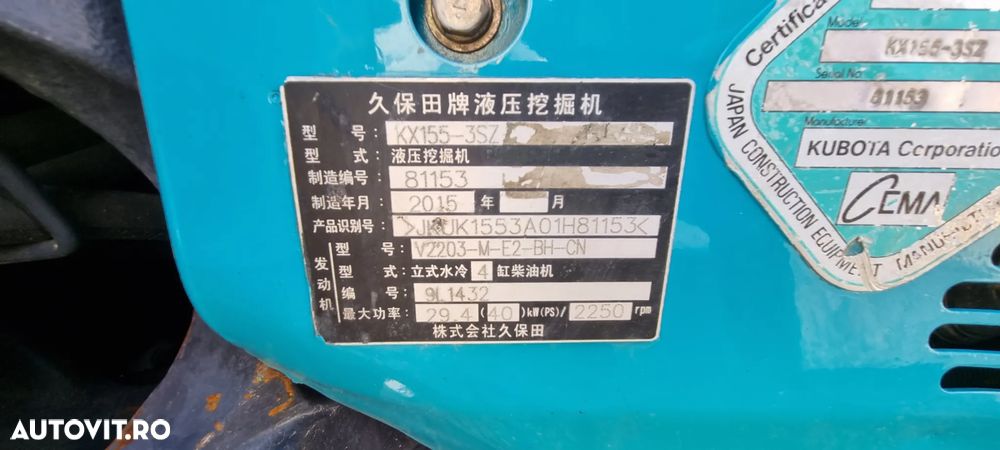 久保田牌液压挖掘机
型 号: KX155-3SZ
型 式: 液压挖掘机
制造编号: 81153
制造年月: 2015 年 月
产品识别号: >JKUK1553A01H81153<
发动机
型 号: V2203-M-E2-BH-CN
型 式: 立式水冷 4 缸柴油机
编 号: 9L1432
最大功率: 29.4 (40)kW(PS)/ 2250 rpm
株式会社久保田
Model
KX155-3SZ
Serial No
81153
Manufacturer
KUBOTA Corporation
CEMA
JAPAN CONSTRUCTION EQUIPMENT
AUTOVIT.RO